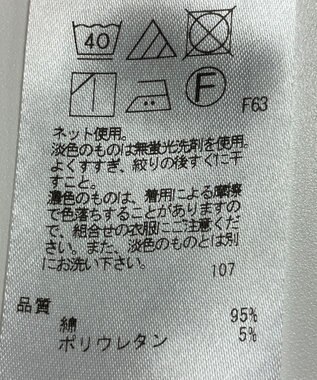 40
F
F63
ネット使用。
淡色のものは無蛍光洗剤を使用。
よくすすぎ、絞りの後すぐに干
すこと。
濃色のものは、着用による摩擦
で色落ちすることがありますの
で、組合せの衣服にご注意くだ
さい。また、淡色のものとは別
にお洗い下さい。
107
品質
綿 95%
ポリウレタン 5%